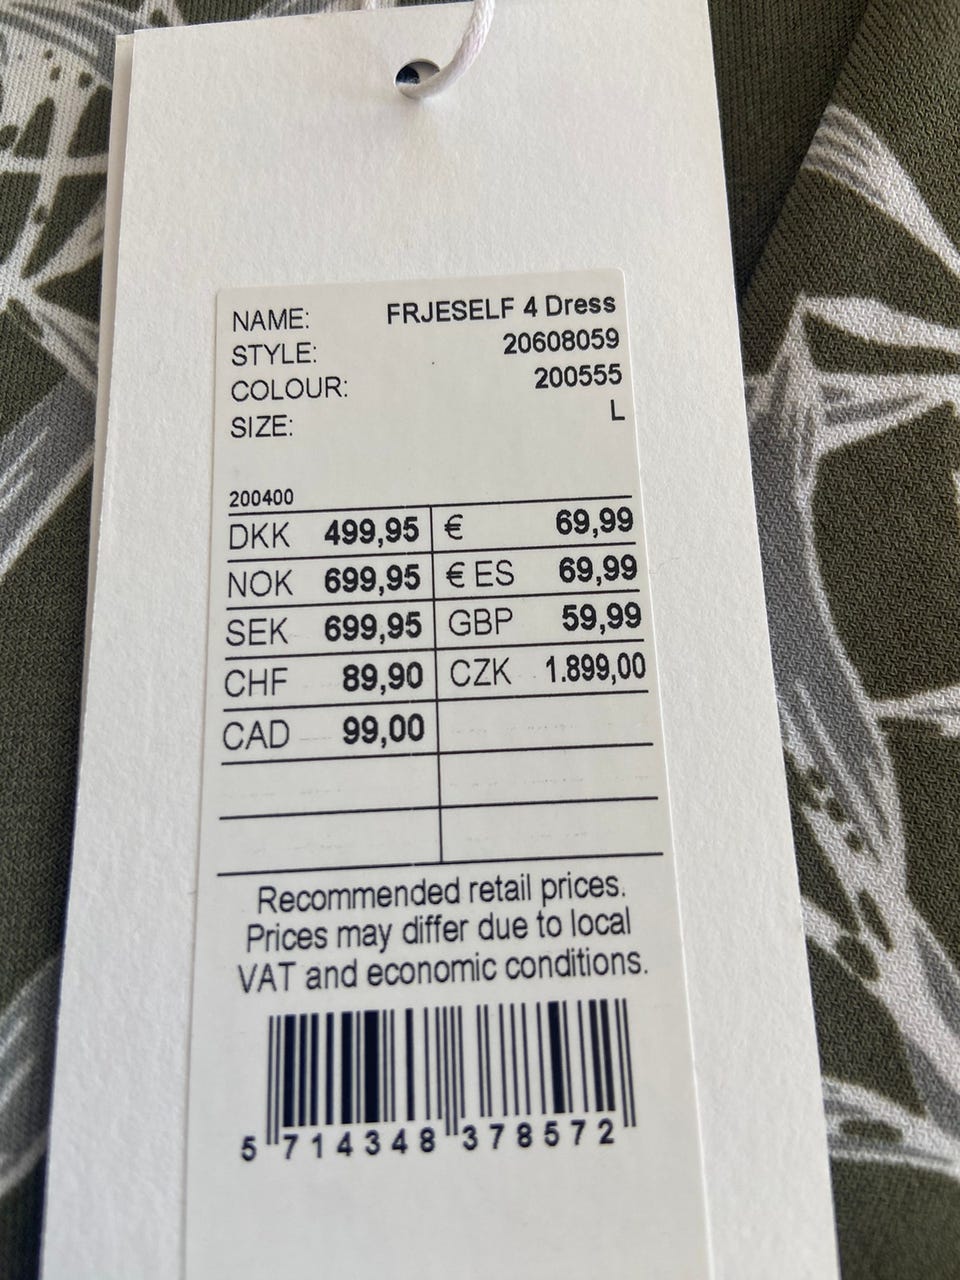 NAME: FRJESELF 4 Dress
STYLE: 20608059
COLOUR: 200555
SIZE: L
200400
DKK 499,95 € 69,99
NOK 699,95 € ES 69,99
SEK 699,95 GBP 59,99
CHF 89,90 CZK 1.899,00
CAD 99,00
Recommended retail prices.
Prices may differ due to local
VAT and economic conditions.
5 714348 378572